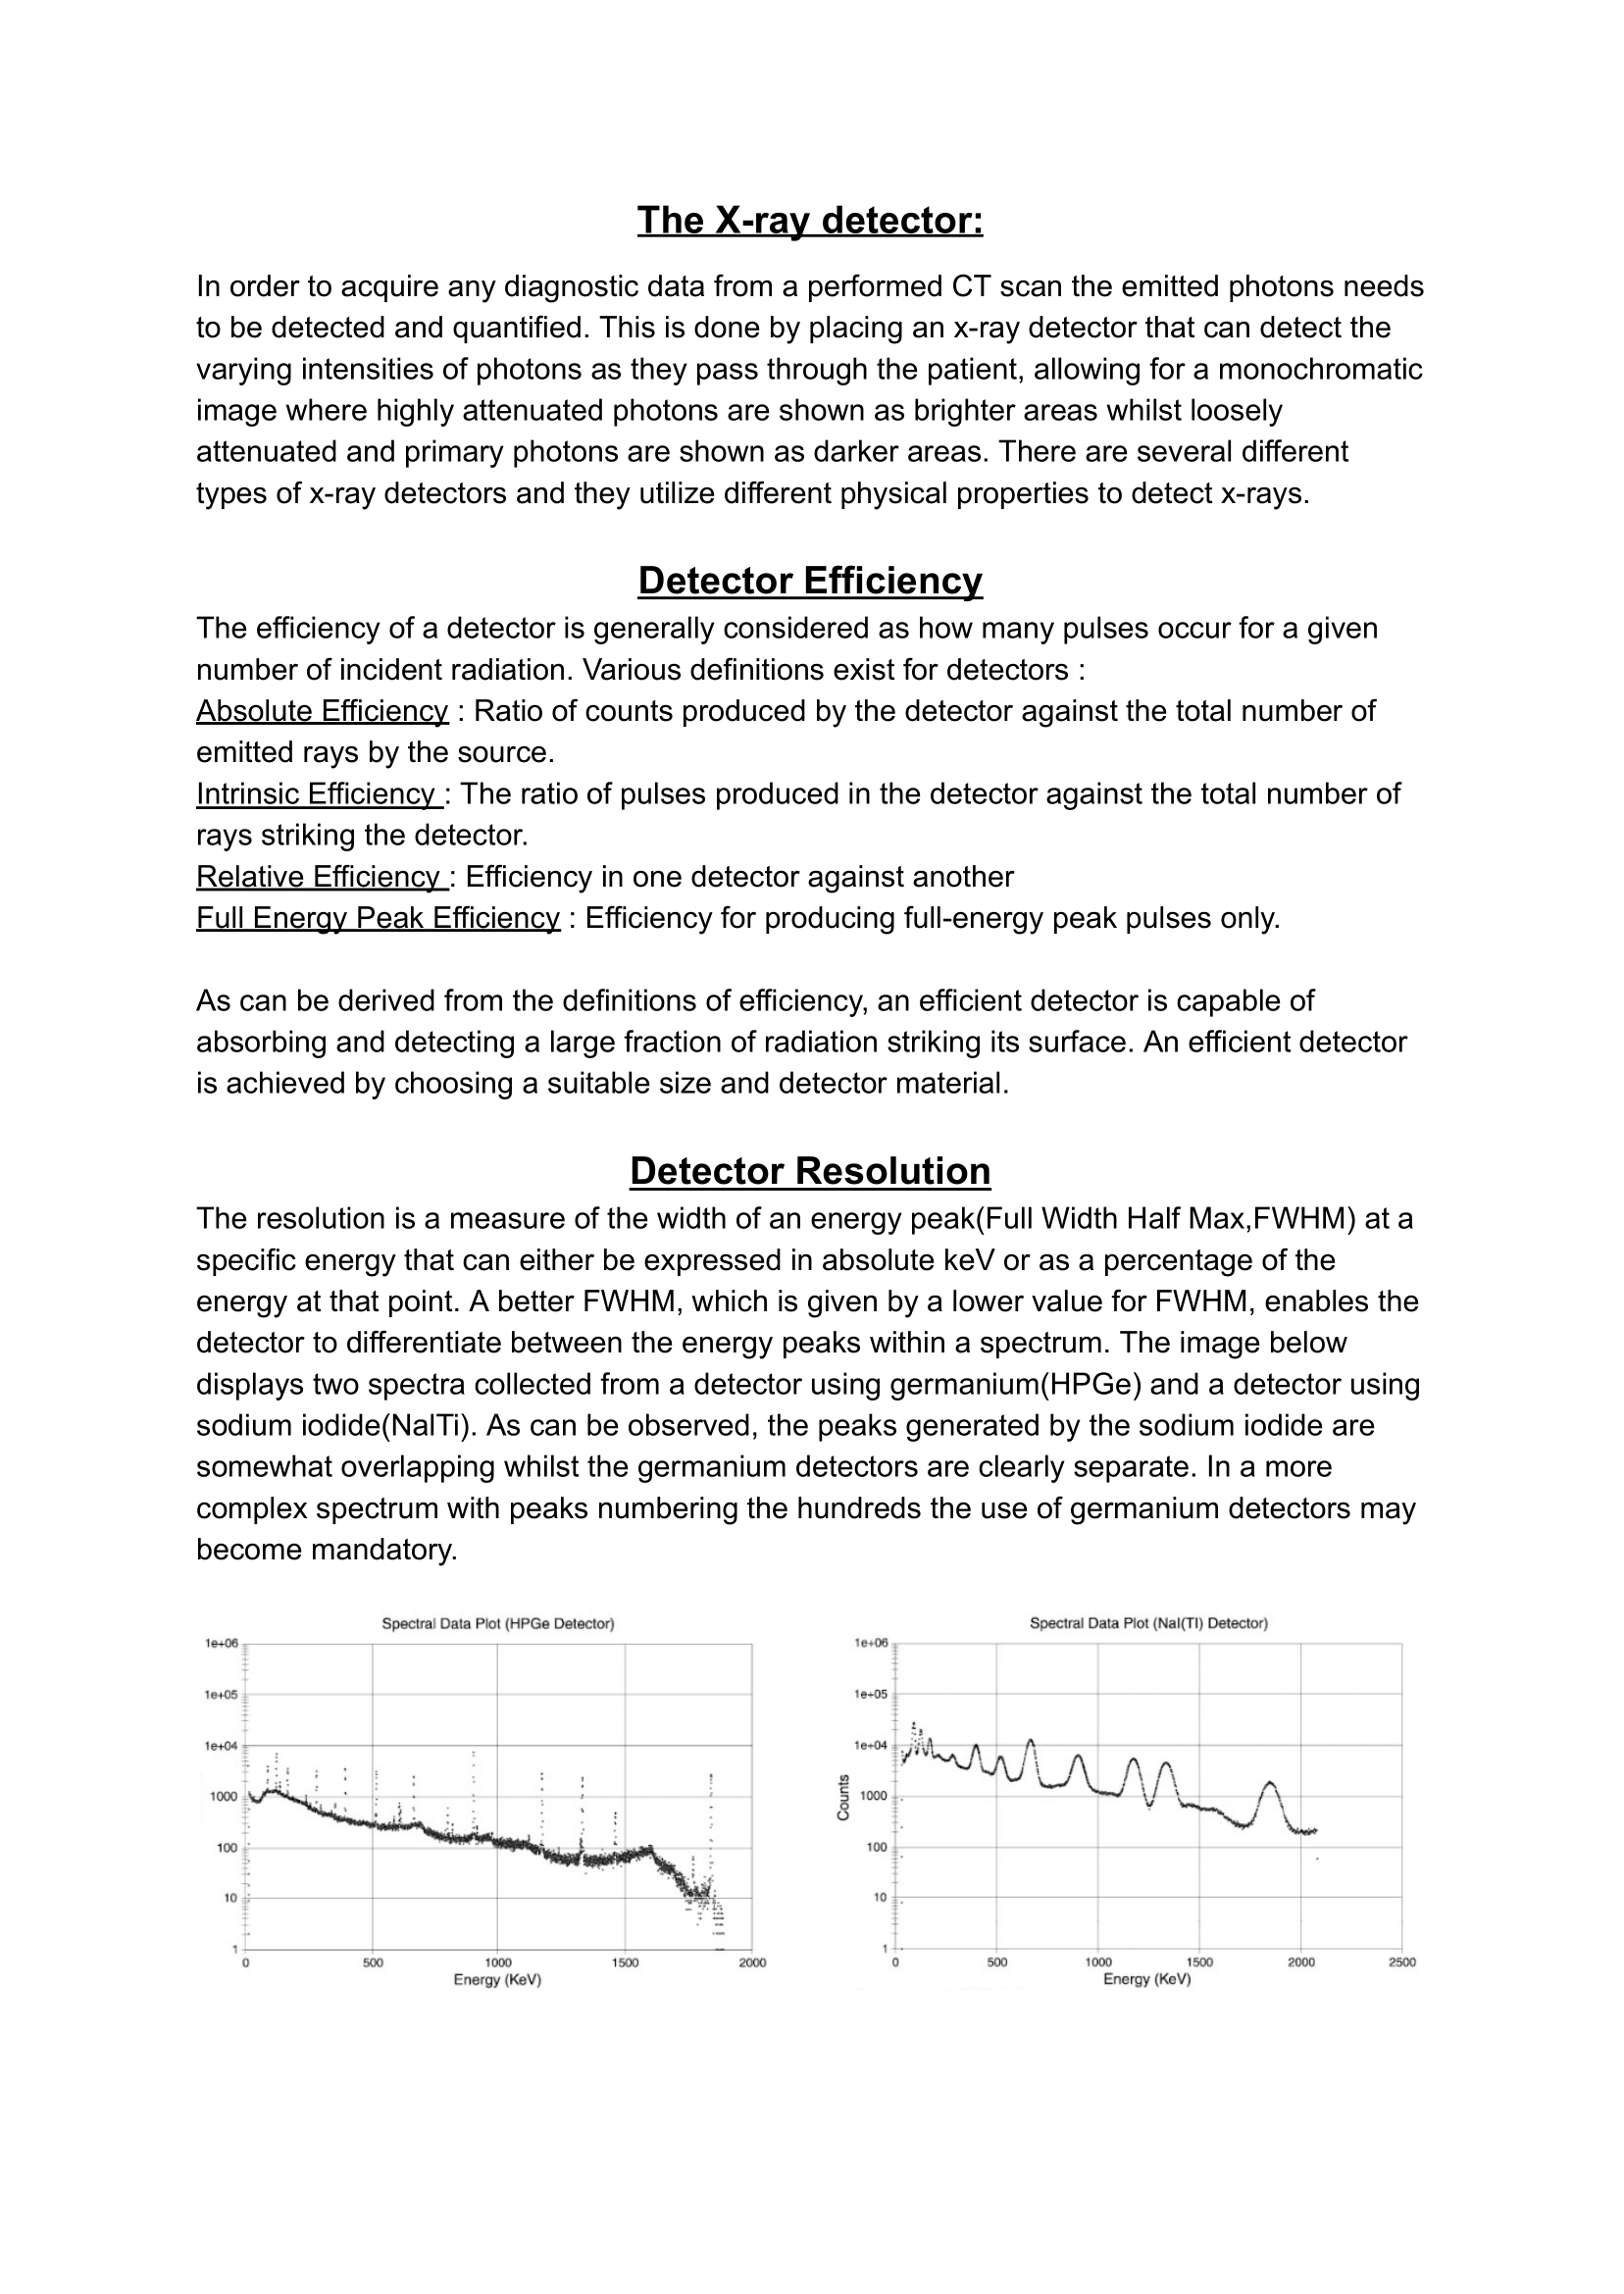 The X-ray detector:
In order to acquire any diagnostic data from a performed CT scan the emitted photons needs
to be detected and quantified. This is done by placing an x-ray detector that can detect the
varying intensities of photons as they pass through the patient, allowing for a monochromatic
image where highly attenuated photons are shown as brighter areas whilst loosely
attenuated and primary photons are shown as darker areas. There are several different
types of x-ray detectors and they utilize different physical properties to detect x-rays.
Detector Efficiency
The efficiency of a detector is generally considered as how many pulses occur for a given
number of incident radiation. Various definitions exist for detectors :
Absolute Efficiency : Ratio of counts produced by the detector against the total number of
emitted rays by the source.
Intrinsic Efficiency : The ratio of pulses produced in the detector against the total number of
rays striking the detector.
Relative Efficiency : Efficiency in one detector against another
Full Energy Peak Efficiency : Efficiency for producing full-energy peak pulses only.
As can be derived from the definitions of efficiency, an efficient detector is capable of
absorbing and detecting a large fraction of radiation striking its surface. An efficient detector
is achieved by choosing a suitable size and detector material.
Detector Resolution
The resolution is a measure of the width of an energy peak(Full Width Half Max,FWHM) at a
specific energy that can either be expressed in absolute keV or as a percentage of the
energy at that point. A better FWHM, which is given by a lower value for FWHM, enables the
detector to differentiate between the energy peaks within a spectrum. The image below
displays two spectra collected from a detector using germanium(HPGe) and a detector using
sodium iodide(NalTi). As can be observed, the peaks generated by the sodium iodide are
somewhat overlapping whilst the germanium detectors are clearly separate. In a more
complex spectrum with peaks numbering the hundreds the use of germanium detectors may
become mandatory.
Spectral Data Plot (HPGe Detector)
1e+06
1e+05
1e+04
1000
100
10
1
0 500 1000 1500 2000
Energy (KeV)
Spectral Data Plot (NaI(Tl) Detector)
1e+06
1e+05
1e+04
1000
100
10
1
Counts
0 500 1000 1500 2000 2500
Energy (KeV)